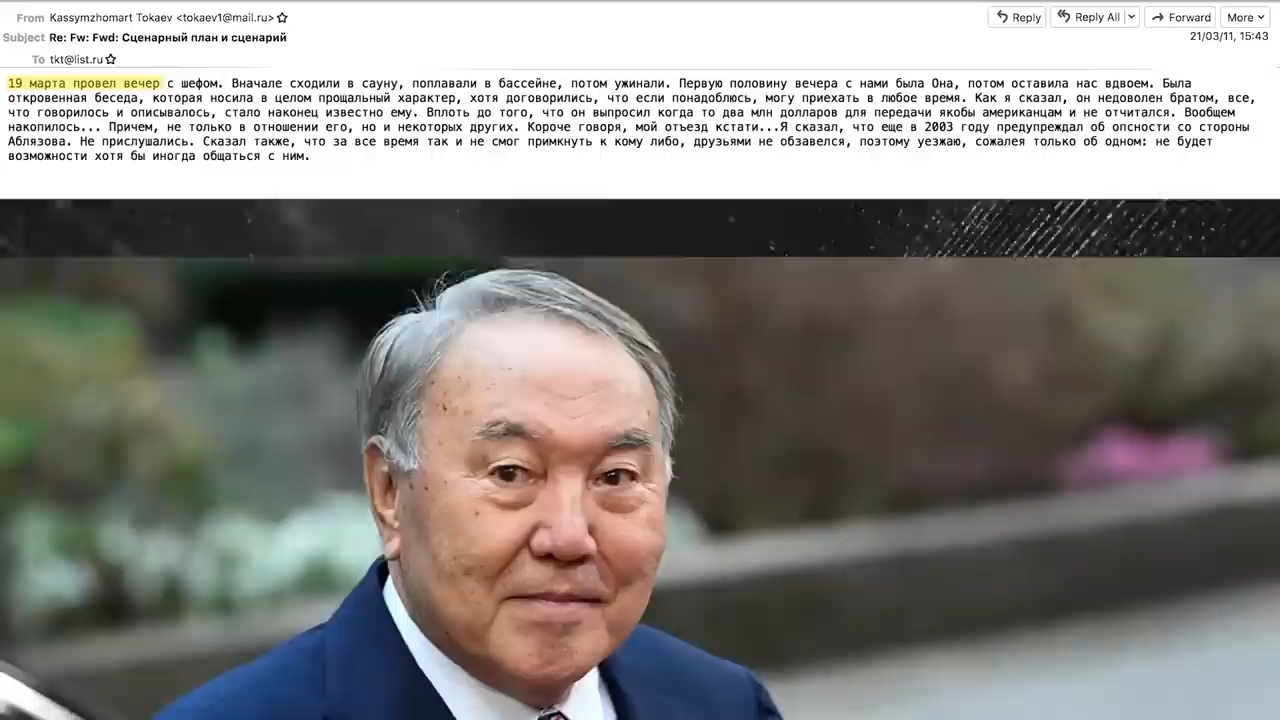 From Kassymzhomart Tokaev <tokaev1@mail.ru>
Reply Reply All Forward More
Subject Re: Fw: Fwd: Сценарный план и сценарий
21/03/11, 15:43
To tkt@list.ru
19 марта провел вечер с шефом. Вначале сходили в сауну, поплавали в бассейне, потом ужинали. Первую половину вечера с нами была Она, потом оставила нас вдвоем. Была
откровенная беседа, которая носила в целом прощальный характер, хотя договорились, что если понадоблюсь, могу приехать в любое время. Как я сказал, он недоволен братом, все,
что говорилось и описывалось, стало наконец известно ему. Вплоть до того, что он выпросил когда то два млн долларов для передачи якобы американцам и не отчитался. Вообщем
накопилось... Причем, не только в отношении его, но и некоторых других. Короче говоря, мой отъезд кстати...Я сказал, что еще в 2003 году предупреждал об опсности со стороны
Аблязова. Не прислушались. Сказал также, что за все время так и не смог примкнуть к кому либо, друзьями не обзавелся, поэтому уезжаю, сожалея только об одном: не будет
возможности хотя бы иногда общаться с ним.